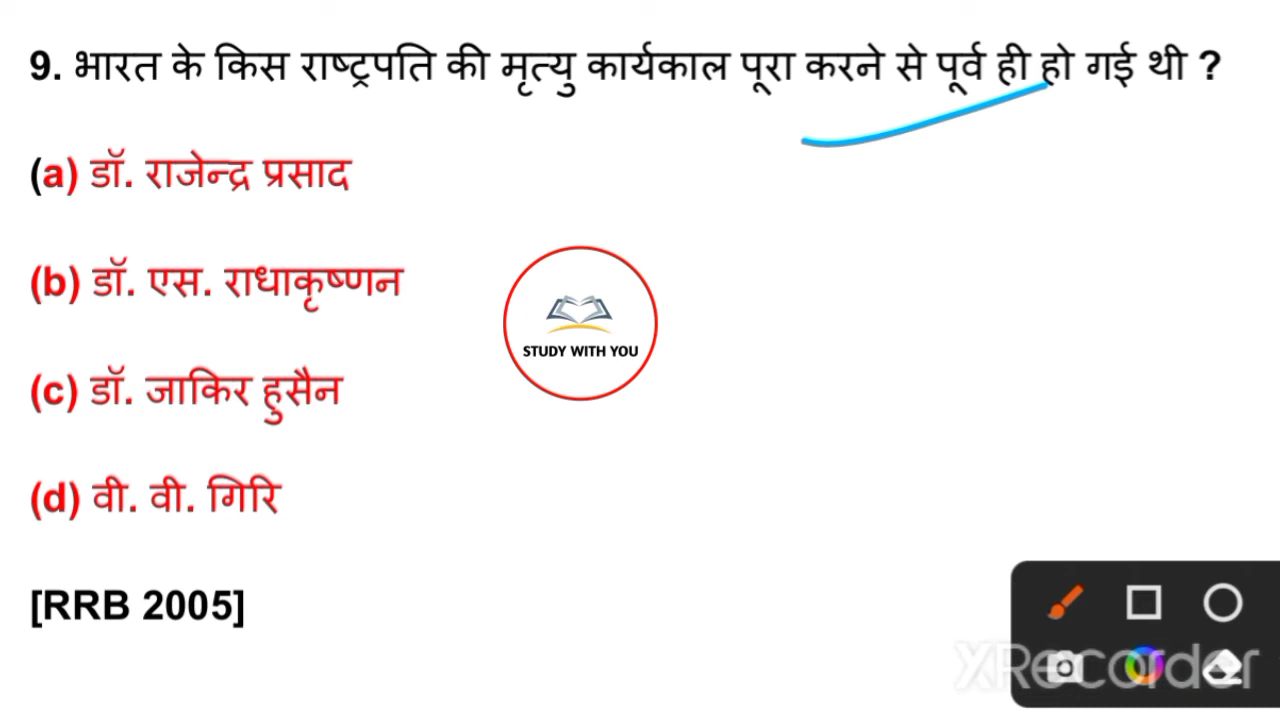 9. भारत के किस राष्ट्रपति की मृत्यु कार्यकाल पूरा करने से पूर्व ही हो गई थी ?
(a) डॉ. राजेन्द्र प्रसाद
(b) डॉ. एस. राधाकृष्णन
STUDY WITH YOU
(c) डॉ. जाकिर हुसैन
(d) वी. वी. गिरि
[RRB 2005]
XRecorder